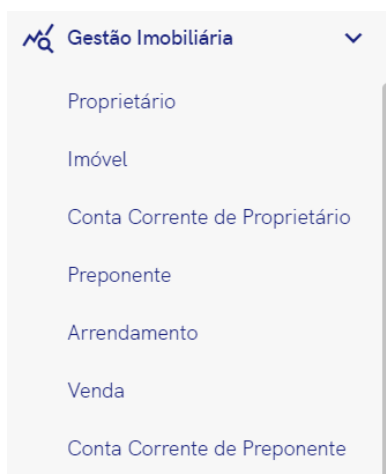 Gestão Imobiliária
Proprietário
Imóvel
Conta Corrente de Proprietário
Preponente
Arrendamento
Venda
Conta Corrente de Preponente